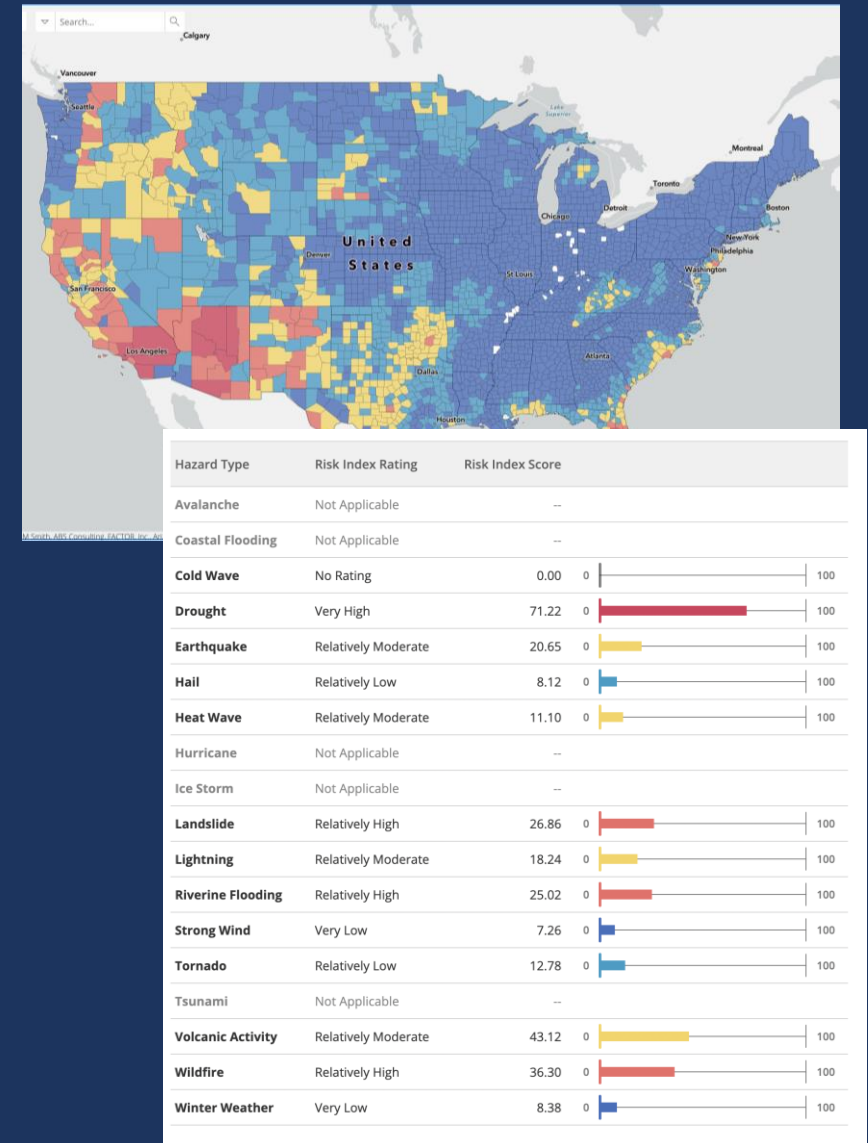 Search...
Calgary
Vancouver
Seattle
Lake
Superior
Montreal
Toronto
Boston
Detroit
Chicago
New York
Philadelphia
United
States
Denver
St Louis
Washington
San Francisco
Los Angeles
Atlanta
Dallas
Houston
M Smith, ABS Consulting, FACTOR, Inc., An
Hazard Type Risk Index Rating Risk Index Score
Avalanche Not Applicable --
Coastal Flooding Not Applicable --
Cold Wave No Rating 0.00 0 100
Drought Very High 71.22 0 100
Earthquake Relatively Moderate 20.65 0 100
Hail Relatively Low 8.12 0 100
Heat Wave Relatively Moderate 11.10 0 100
Hurricane Not Applicable --
Ice Storm Not Applicable --
Landslide Relatively High 26.86 0 100
Lightning Relatively Moderate 18.24 0 100
Riverine Flooding Relatively High 25.02 0 100
Strong Wind Very Low 7.26 0 100
Tornado Relatively Low 12.78 0 100
Tsunami Not Applicable --
Volcanic Activity Relatively Moderate 43.12 0 100
Wildfire Relatively High 36.30 0 100
Winter Weather Very Low 8.38 0 100